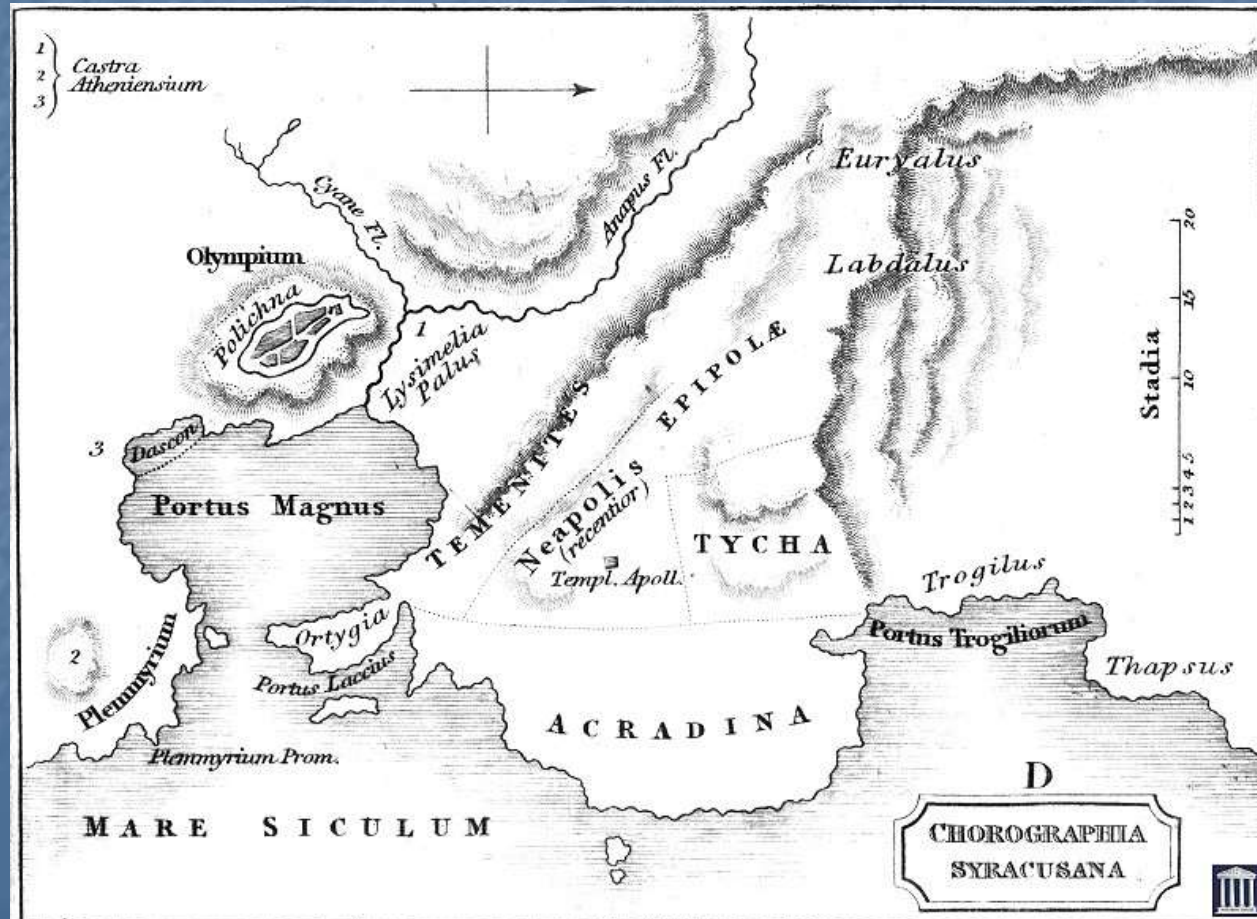 1
2
3
Castra
Atheniensium
Cyane Fl.
Anapus Fl.
Euryalus
Olympium
Polichna
Labdalus
1
Lysimelia
Palus
20
15
10
5
4
3
2
1
Stadia
EPIPOLÆ
TEMENITES
3
Dascon
Portus Magnus
Neapolis
(recentior)
TYCHA
Templ. Apoll.
Trogilus
Portus Trogiliorum
Thapsus
Ortygia
Portus Laccius
2
Plemmyrium
Plemmyrium Prom.
ACRADINA
MARE SICULUM
D
CHOROGRAPHIA
SYRACUSANA